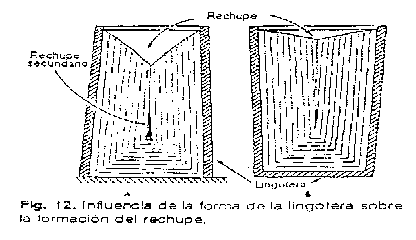 Rechupe
Rechupe
secundario
Lingotera
A
B
Fig. 12. Influencia de la forma de la lingotera sobre
la formación del rechupe.